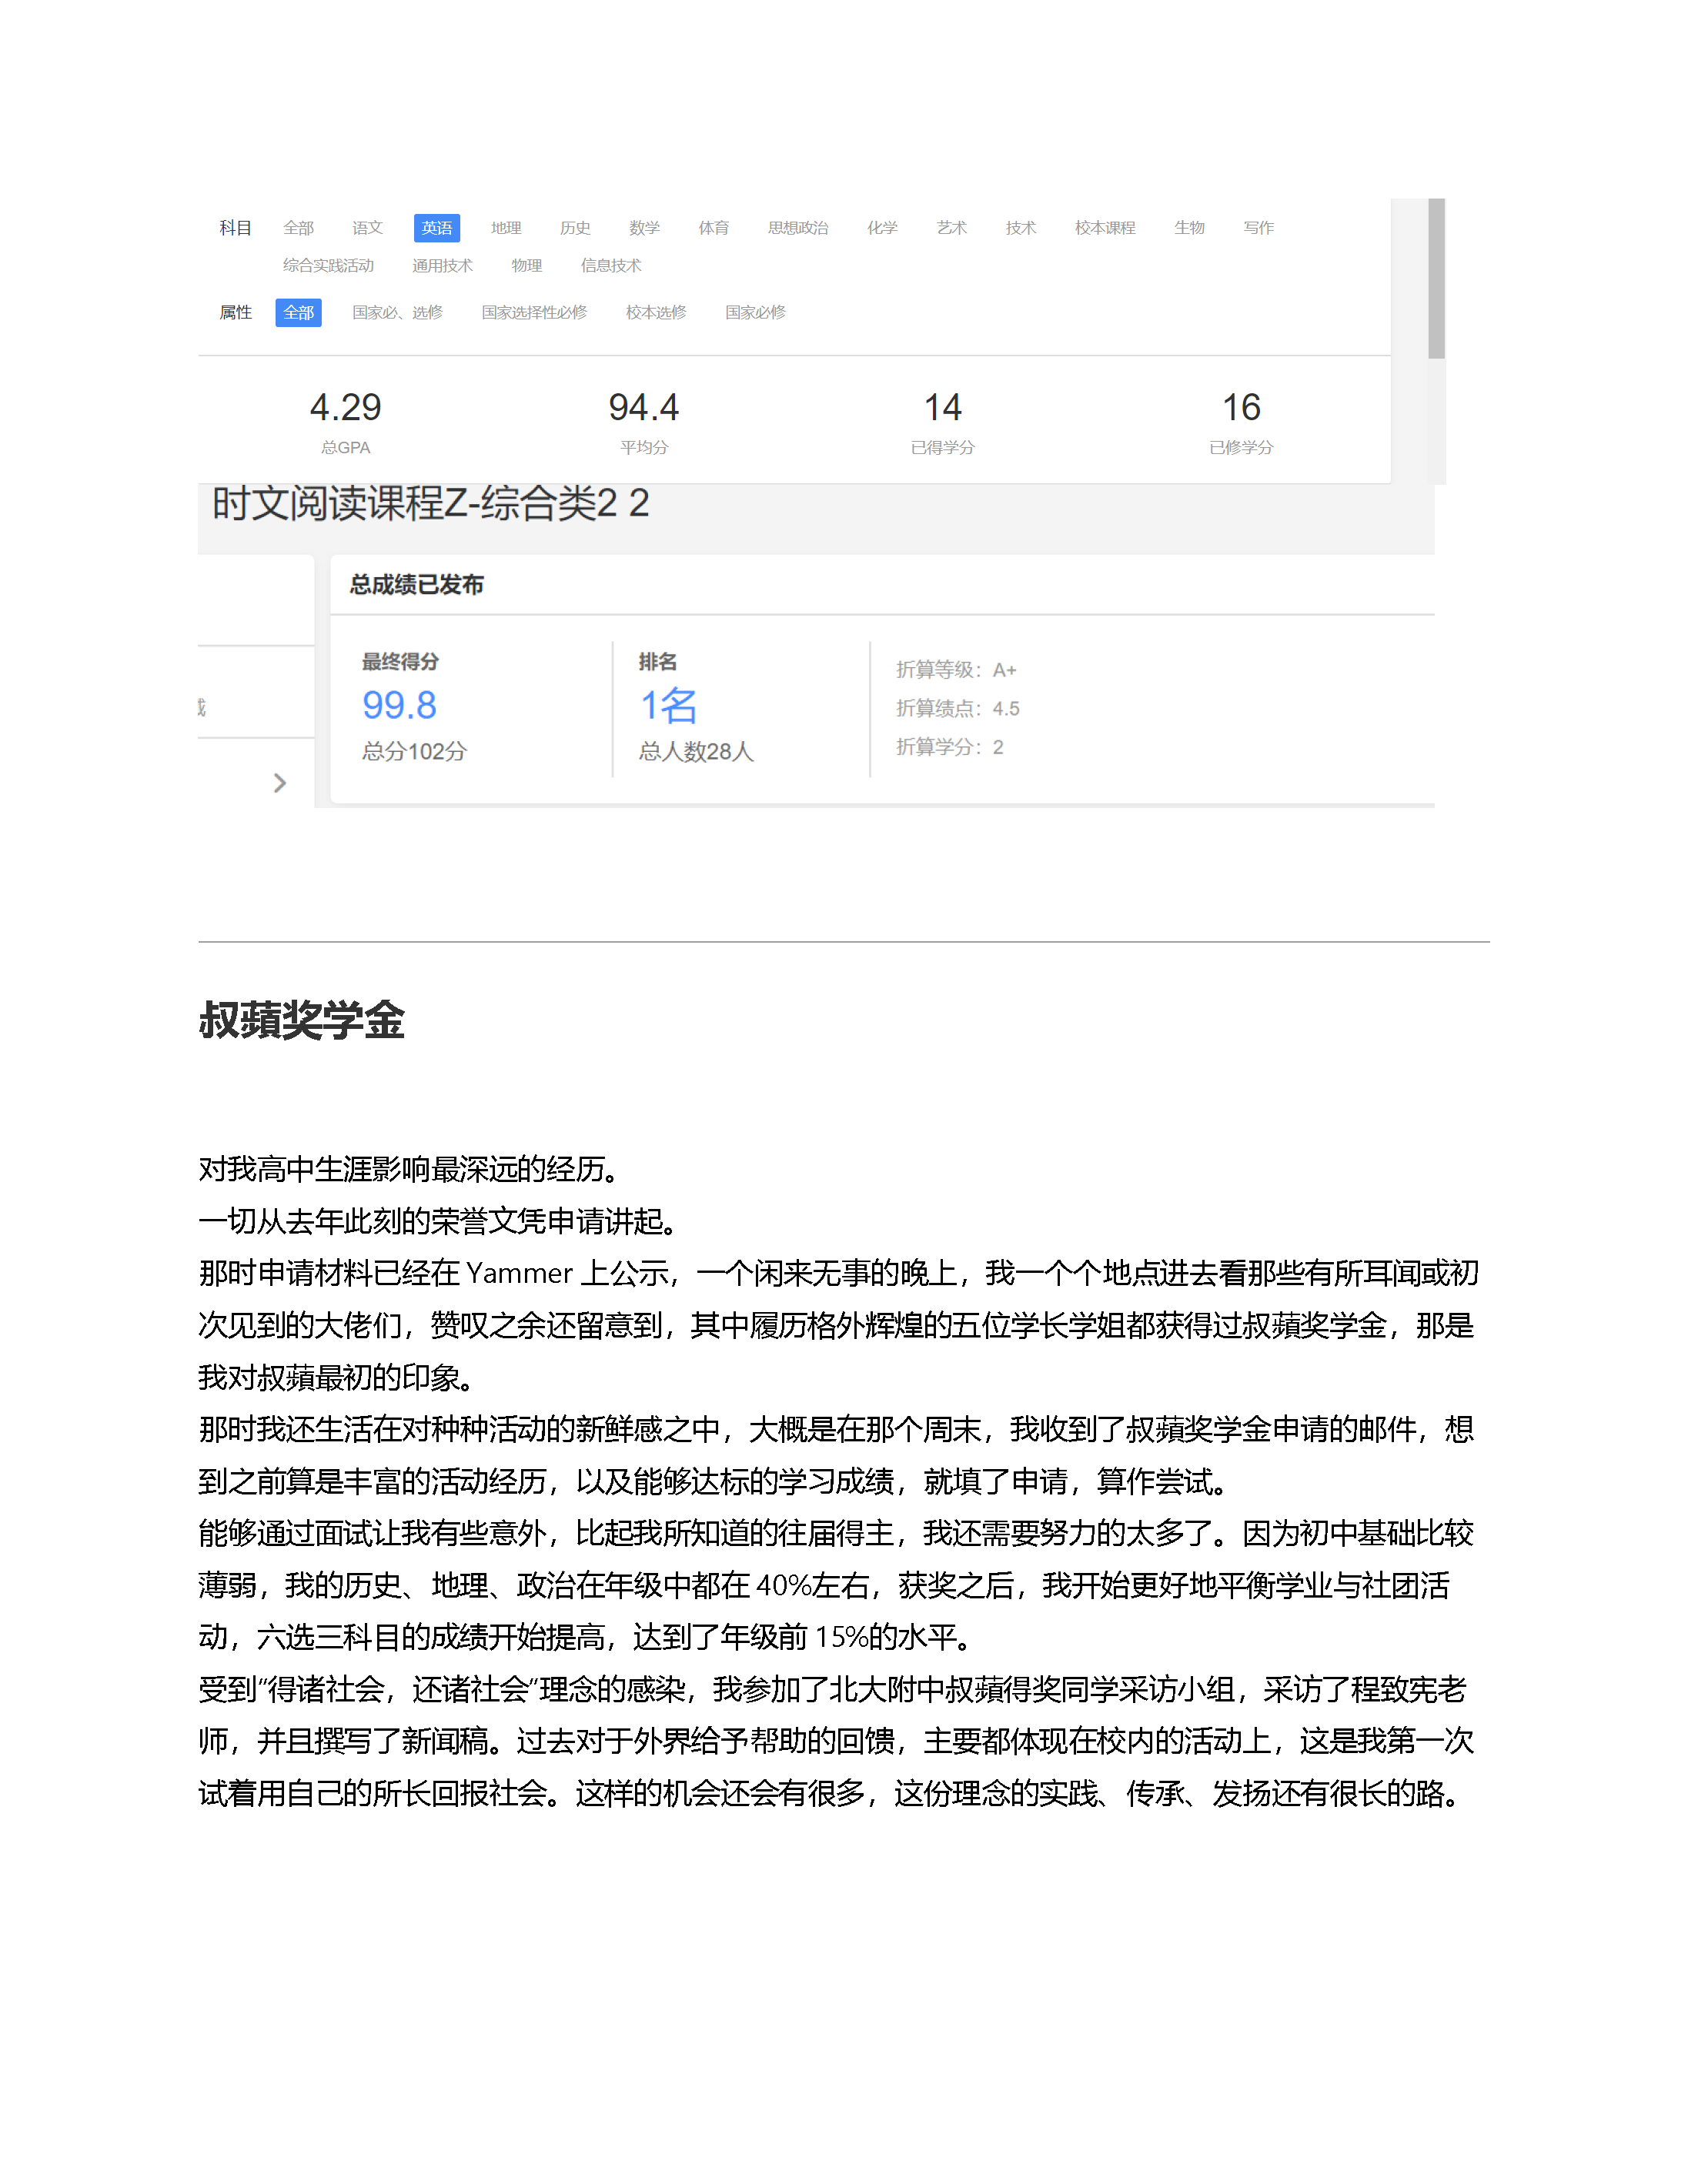 科目 全部 语文 英语 地理 历史 数学 体育 思想政治 化学 艺术 技术 校本课程 生物 写作
综合实践活动 通用技术 物理 信息技术
属性 全部 国家必、选修 国家选择性必修 校本选修 国家必修
4.29 94.4 14 16
总GPA 平均分 已得学分 已修学分
时文阅读课程Z-综合类2 2
总成绩已发布
最终得分 排名 折算等级：A+
99.8 1名 折算绩点：4.5
总分102分 总人数28人 折算学分：2
叔蘋奖学金
对我高中生涯影响最深远的经历。
一切从去年此刻的荣誉文凭申请讲起。
那时申请材料已经在 Yammer 上公示，一个闲来无事的晚上，我一个个地点进去看那些有所耳闻或初
次见到的大佬们，赞叹之余还留意到，其中履历格外辉煌的五位学长学姐都获得过叔蘋奖学金，那是
我对叔蘋最初的印象。
那时我还生活在对种种活动的新鲜感之中，大概是在那个周末，我收到了叔蘋奖学金申请的邮件，想
到之前算是丰富的活动经历，以及能够达标的学习成绩，就填了申请，算作尝试。
能够通过面试让我有些意外，比起我所知道的往届得主，我还需要努力的太多了。因为初中基础比较
薄弱，我的历史、地理、政治在年级中都在 40%左右，获奖之后，我开始更好地平衡学业与社团活
动，六选三科目的成绩开始提高，达到了年级前 15%的水平。
受到"得诸社会，还诸社会"理念的感染，我参加了北大附中叔蘋得奖同学采访小组，采访了程致宪老
师，并且撰写了新闻稿。过去对于外界给予帮助的回馈，主要都体现在校内的活动上，这是我第一次
试着用自己的所长回报社会。这样的机会还会有很多，这份理念的实践、传承、发扬还有很长的路。